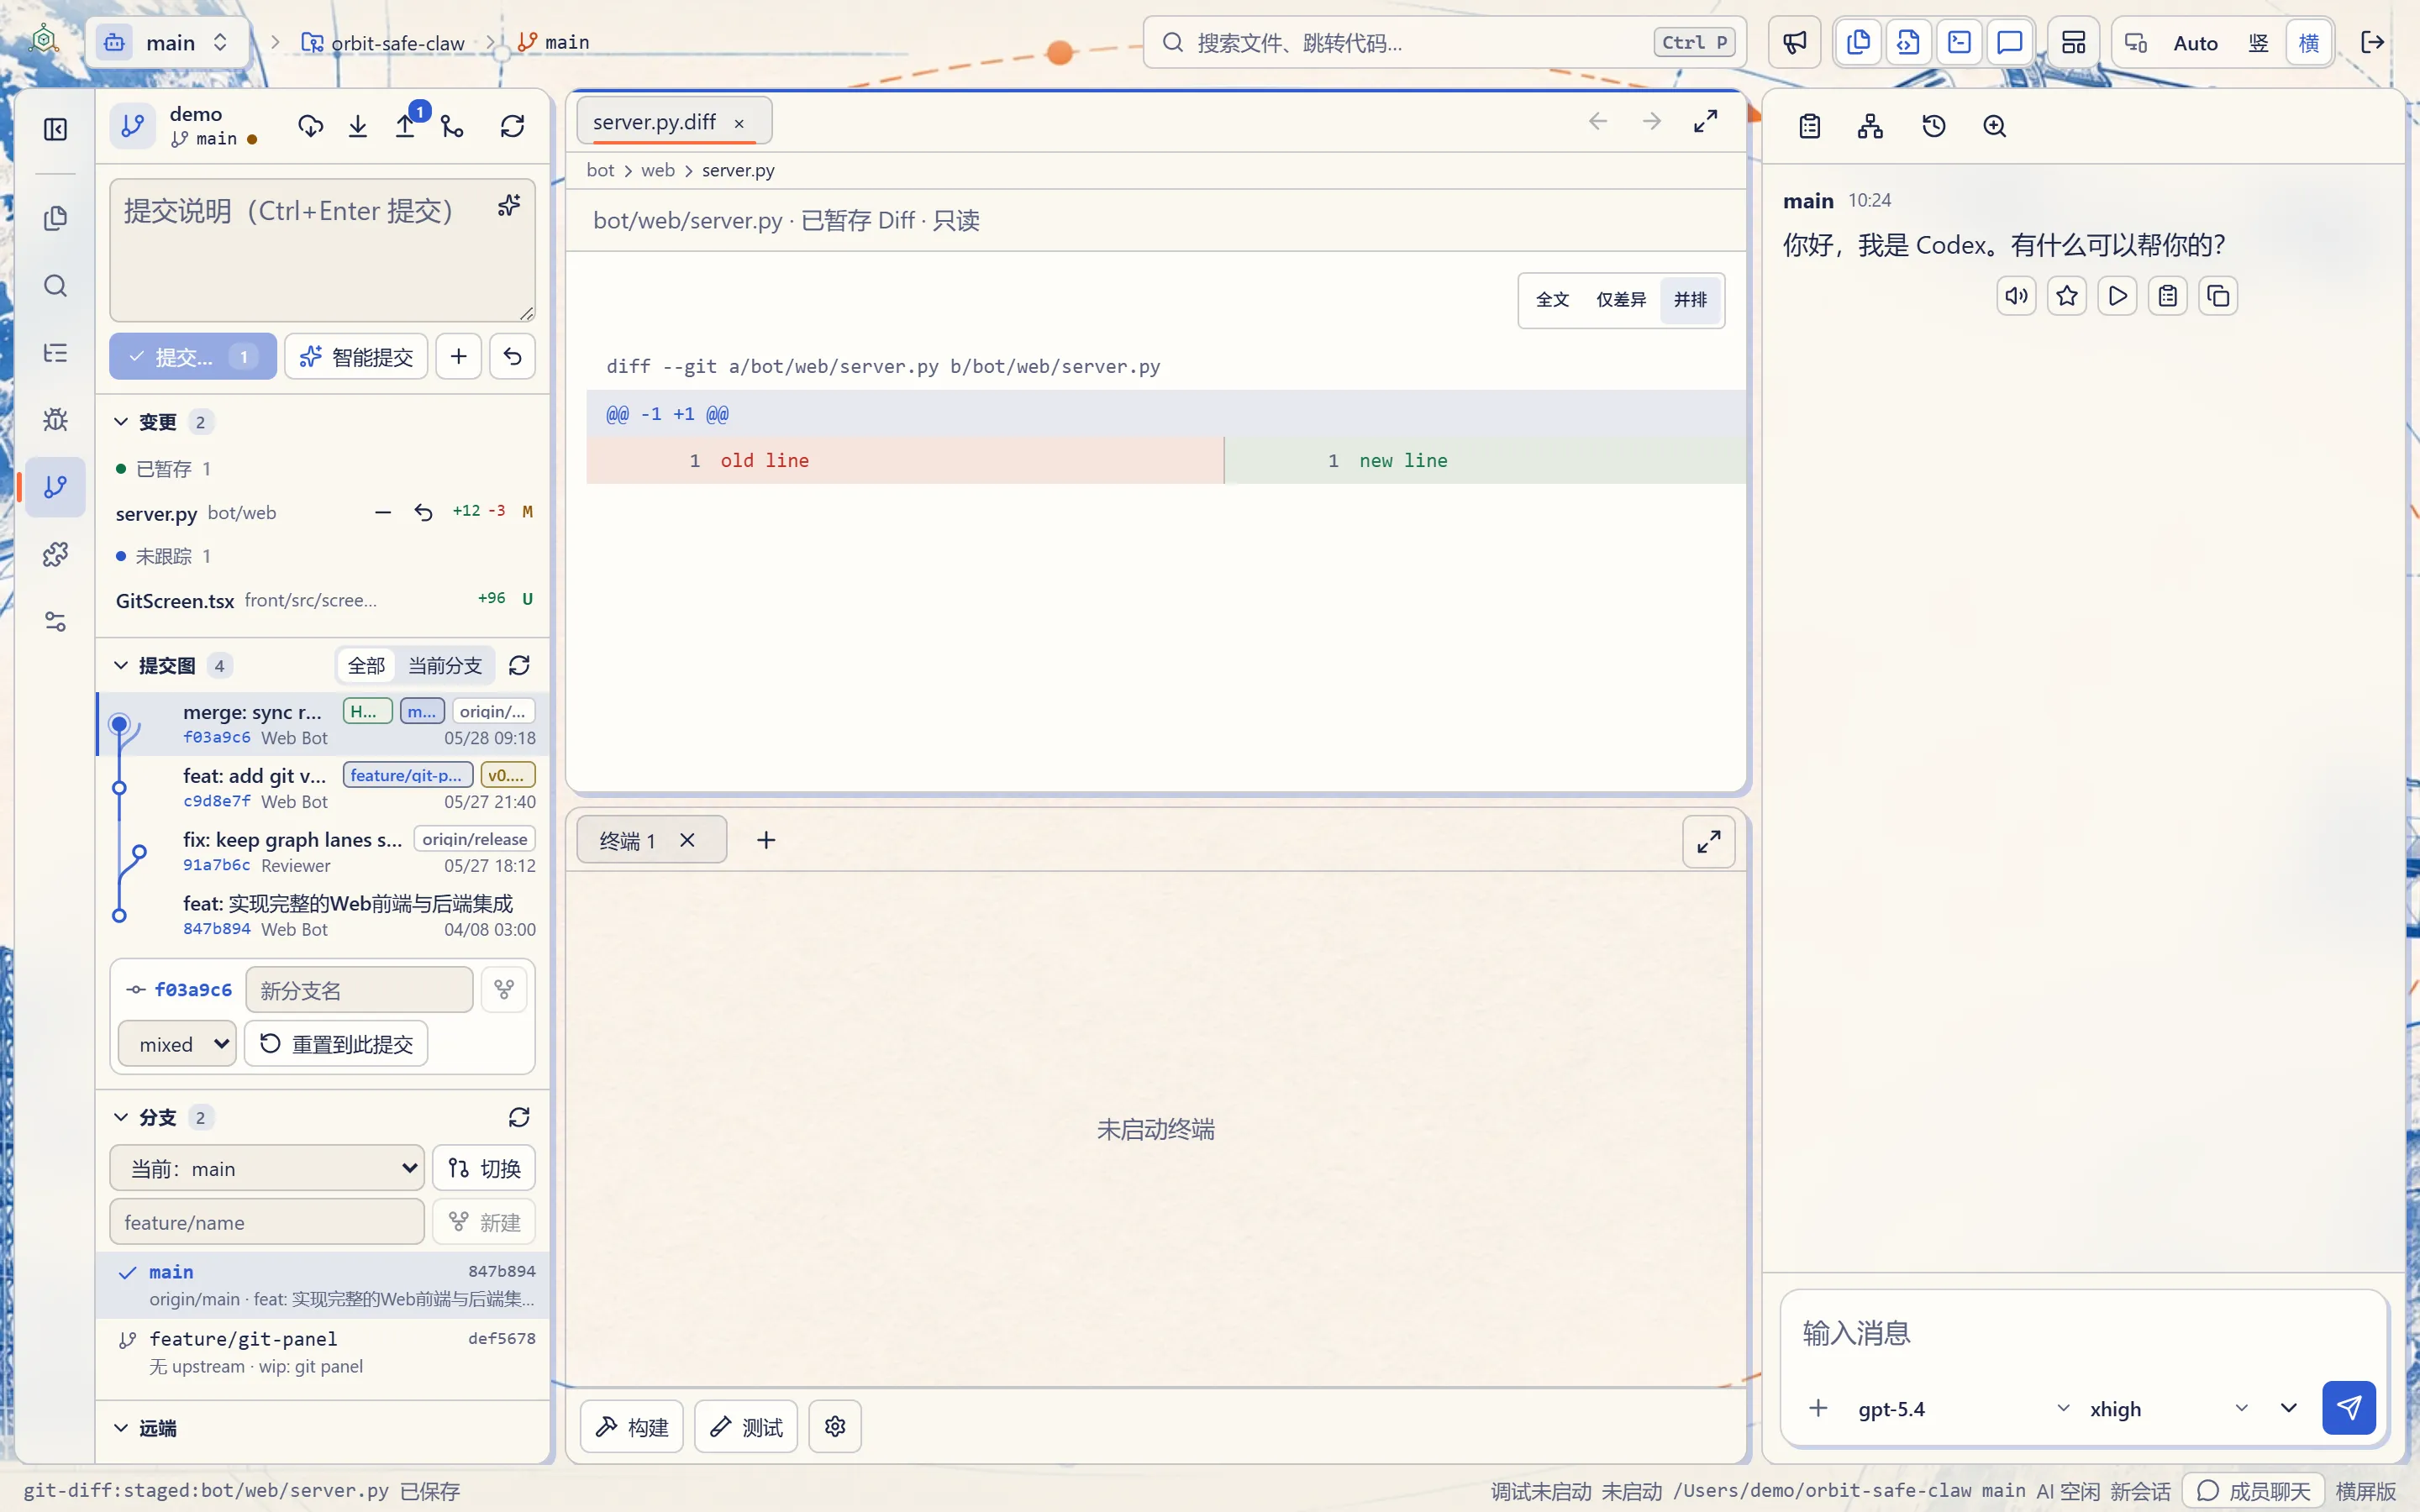 main
orbit-safe-claw
main
搜索文件、跳转代码...
Ctrl P
Auto 竖 横
demo
main
1
提交说明（Ctrl+Enter 提交）
提交... 1
智能提交
变更 2
已暂存 1
server.py bot/web +12 -3 M
未跟踪 1
GitScreen.tsx front/src/scree... +96 U
提交图 4
全部 当前分支
merge: sync r... H... m... origin/...
f03a9c6 Web Bot 05/28 09:18
feat: add git v... feature/git-p... v0....
c9d8e7f Web Bot 05/27 21:40
fix: keep graph lanes s... origin/release
91a7b6c Reviewer 05/27 18:12
feat: 实现完整的Web前端与后端集成
847b894 Web Bot 04/08 03:00
f03a9c6 新分支名
mixed 重置到此提交
分支 2
当前：main 切换
feature/name 新建
main 847b894
origin/main · feat: 实现完整的Web前端与后端集...
feature/git-panel def5678
无 upstream · wip: git panel
远端
server.py.diff ×
bot > web > server.py
bot/web/server.py · 已暂存 Diff · 只读
全文 仅差异 并排
diff --git a/bot/web/server.py b/bot/web/server.py
@@ -1 +1 @@
1 old line 1 new line
终端 1
未启动终端
构建 测试
main 10:24
你好，我是 Codex。有什么可以帮你的？
输入消息
gpt-5.4 xhigh
git-diff:staged:bot/web/server.py 已保存
调试未启动 未启动 /Users/demo/orbit-safe-claw main AI 空闲 新会话 成员聊天 横屏版